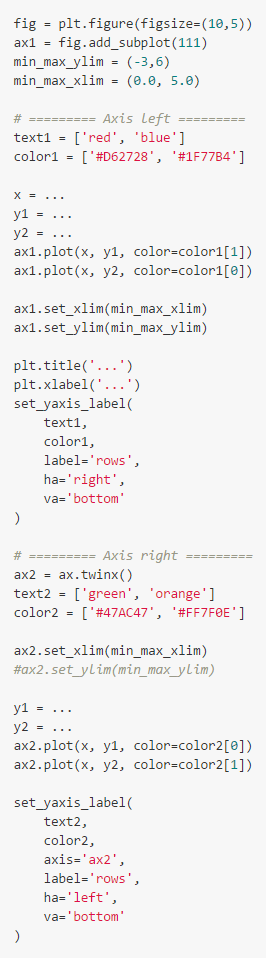 fig = plt.figure(figsize=(10,5))
ax1 = fig.add_subplot(111)
min_max_ylim = (-3,6)
min_max_xlim = (0.0, 5.0)

# ========= Axis left =========
text1 = ['red', 'blue']
color1 = ['#D62728', '#1F77B4']

x = ...
y1 = ...
y2 = ...
ax1.plot(x, y1, color=color1[1])
ax1.plot(x, y2, color=color1[0])

ax1.set_xlim(min_max_xlim)
ax1.set_ylim(min_max_ylim)

plt.title('...')
plt.xlabel('...')
set_yaxis_label(
    text1,
    color1,
    label='rows',
    ha='right',
    va='bottom'
)

# ========= Axis right =========
ax2 = ax.twinx()
text2 = ['green', 'orange']
color2 = ['#47AC47', '#FF7F0E']

ax2.set_xlim(min_max_xlim)
#ax2.set_ylim(min_max_ylim)

y1 = ...
y2 = ...
ax2.plot(x, y1, color=color2[0])
ax2.plot(x, y2, color=color2[1])

set_yaxis_label(
    text2,
    color2,
    axis='ax2',
    label='rows',
    ha='left',
    va='bottom'
)